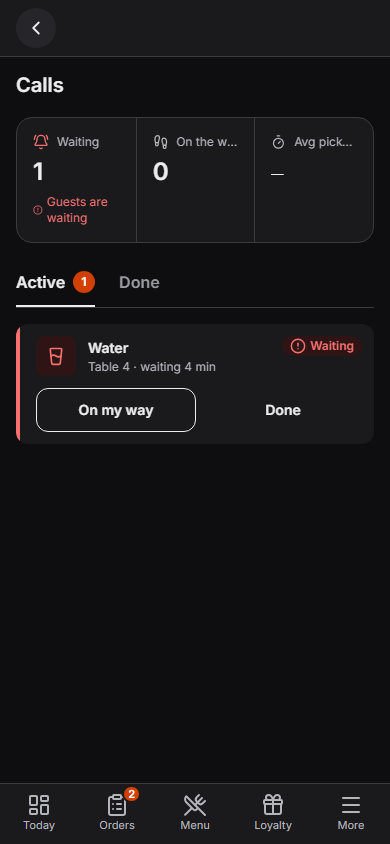 Calls
Waiting
1
Guests are
waiting
On the w...
0
Avg pick...
—
Active 1
Done
Water
Table 4 · waiting 4 min
Waiting
On my way
Done
2
Today
Orders
Menu
Loyalty
More